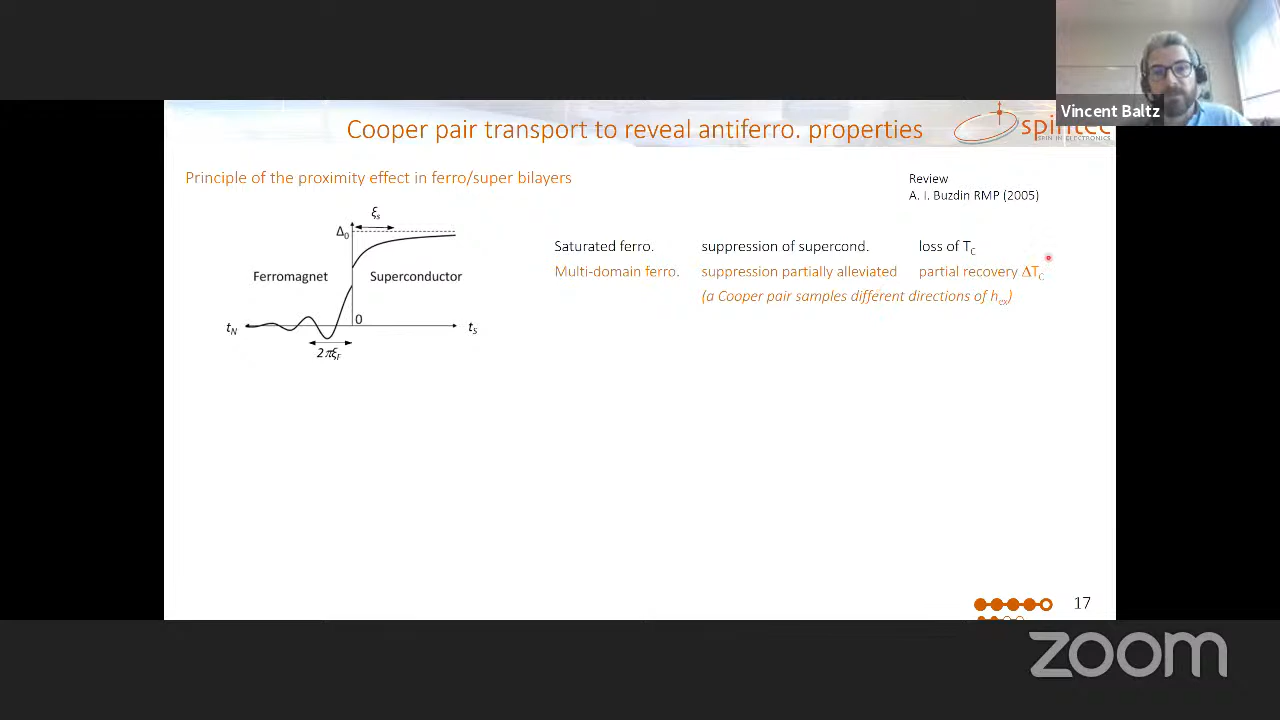 Vincent Baltz
Cooper pair transport to reveal antiferro. properties
spintec
SPIN IN ELECTRONICS
Principle of the proximity effect in ferro/super bilayers
Review
A. I. Buzdin RMP (2005)
ξs
Δ0
Ferromagnet
Superconductor
0
tN
tS
2πξF
Saturated ferro. suppression of supercond. loss of TC
Multi-domain ferro. suppression partially alleviated partial recovery ΔTC
(a Cooper pair samples different directions of hex)
17
zoom